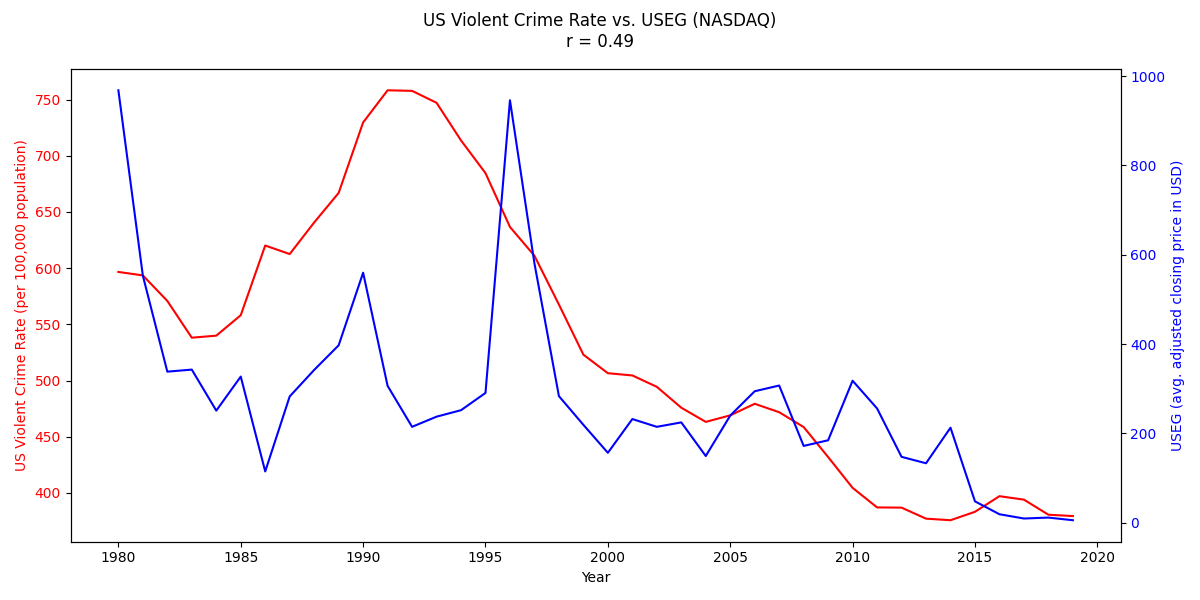 US Violent Crime Rate vs. USEG (NASDAQ)
r = 0.49
US Violent Crime Rate (per 100,000 population)
750
700
650
600
550
500
450
400
1000
800
600
400
200
0
USEG (avg. adjusted closing price in USD)
1980 1985 1990 1995 2000 2005 2010 2015 2020
Year